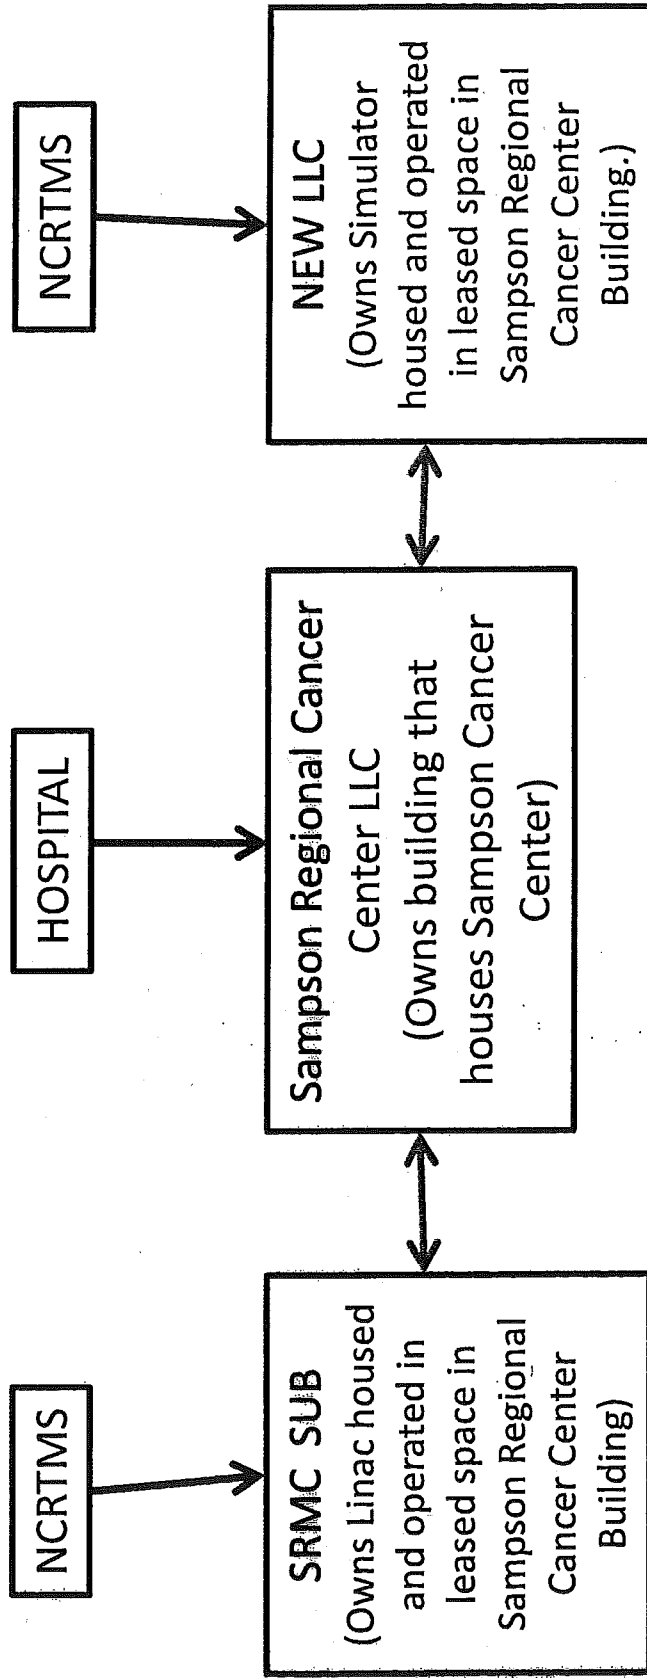 NCRTMS
SRMC SUB
(Owns Linac housed
and operated in
leased space in
Sampson Regional
Cancer Center
Building)
HOSPITAL
Sampson Regional Cancer
Center LLC
(Owns building that
houses Sampson Cancer
Center)
NCRTMS
NEW LLC
(Owns Simulator
housed and operated
in leased space in
Sampson Regional
Cancer Center
Building.)